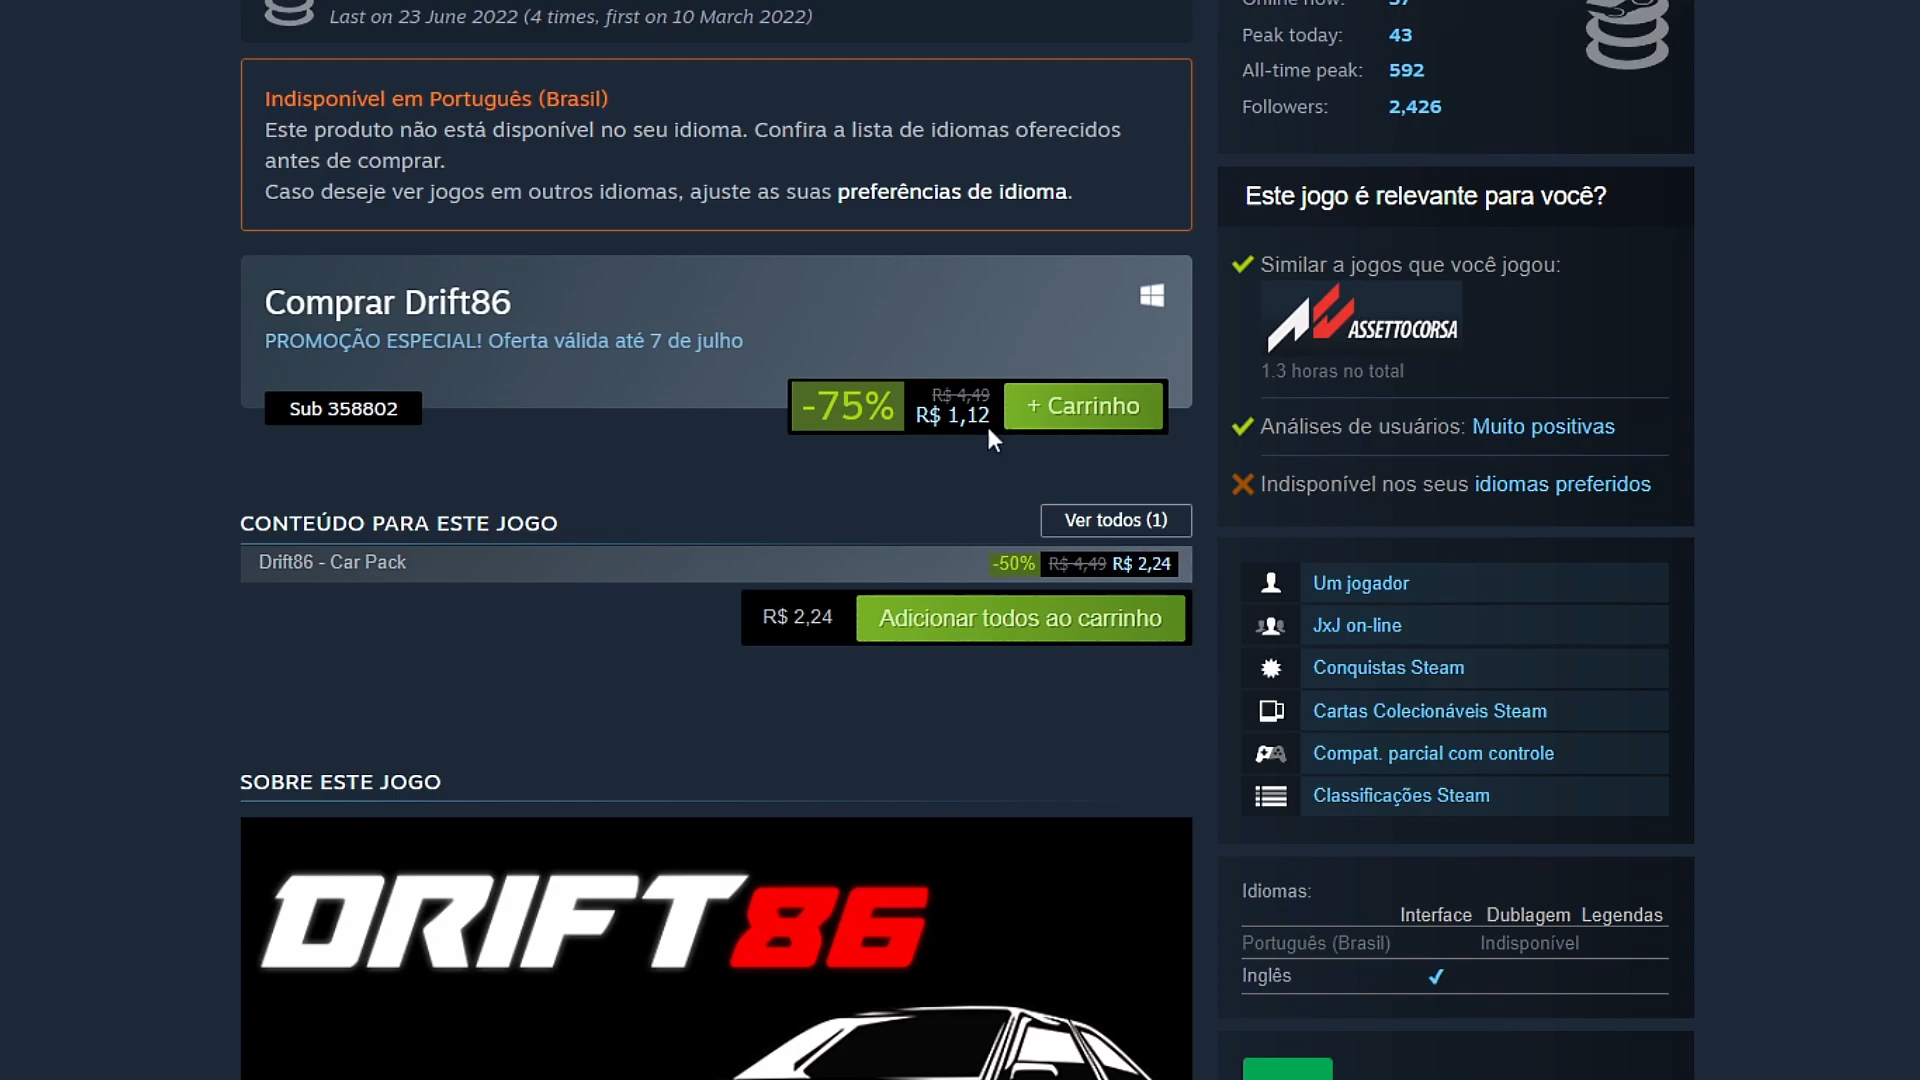 Last on 23 June 2022 (4 times, first on 10 March 2022)
Indisponível em Português (Brasil)
Este produto não está disponível no seu idioma. Confira a lista de idiomas oferecidos
antes de comprar.
Caso deseje ver jogos em outros idiomas, ajuste as suas preferências de idioma.
Comprar Drift86
PROMOÇÃO ESPECIAL! Oferta válida até 7 de julho
Sub 358802
-75%
R$ 4,49
R$ 1,12
+ Carrinho
CONTEÚDO PARA ESTE JOGO
Ver todos (1)
Drift86 - Car Pack
-50% R$ 4,49 R$ 2,24
R$ 2,24
Adicionar todos ao carrinho
SOBRE ESTE JOGO
DRIFT86
Online now: 37
Peak today: 43
All-time peak: 592
Followers: 2,426
Este jogo é relevante para você?
Similar a jogos que você jogou:
ASSETTO CORSA
1.3 horas no total
Análises de usuários: Muito positivas
Indisponível nos seus idiomas preferidos
Um jogador
JxJ on-line
Conquistas Steam
Cartas Colecionáveis Steam
Compat. parcial com controle
Classificações Steam
Idiomas:
Interface Dublagem Legendas
Português (Brasil) Indisponível
Inglês ✓